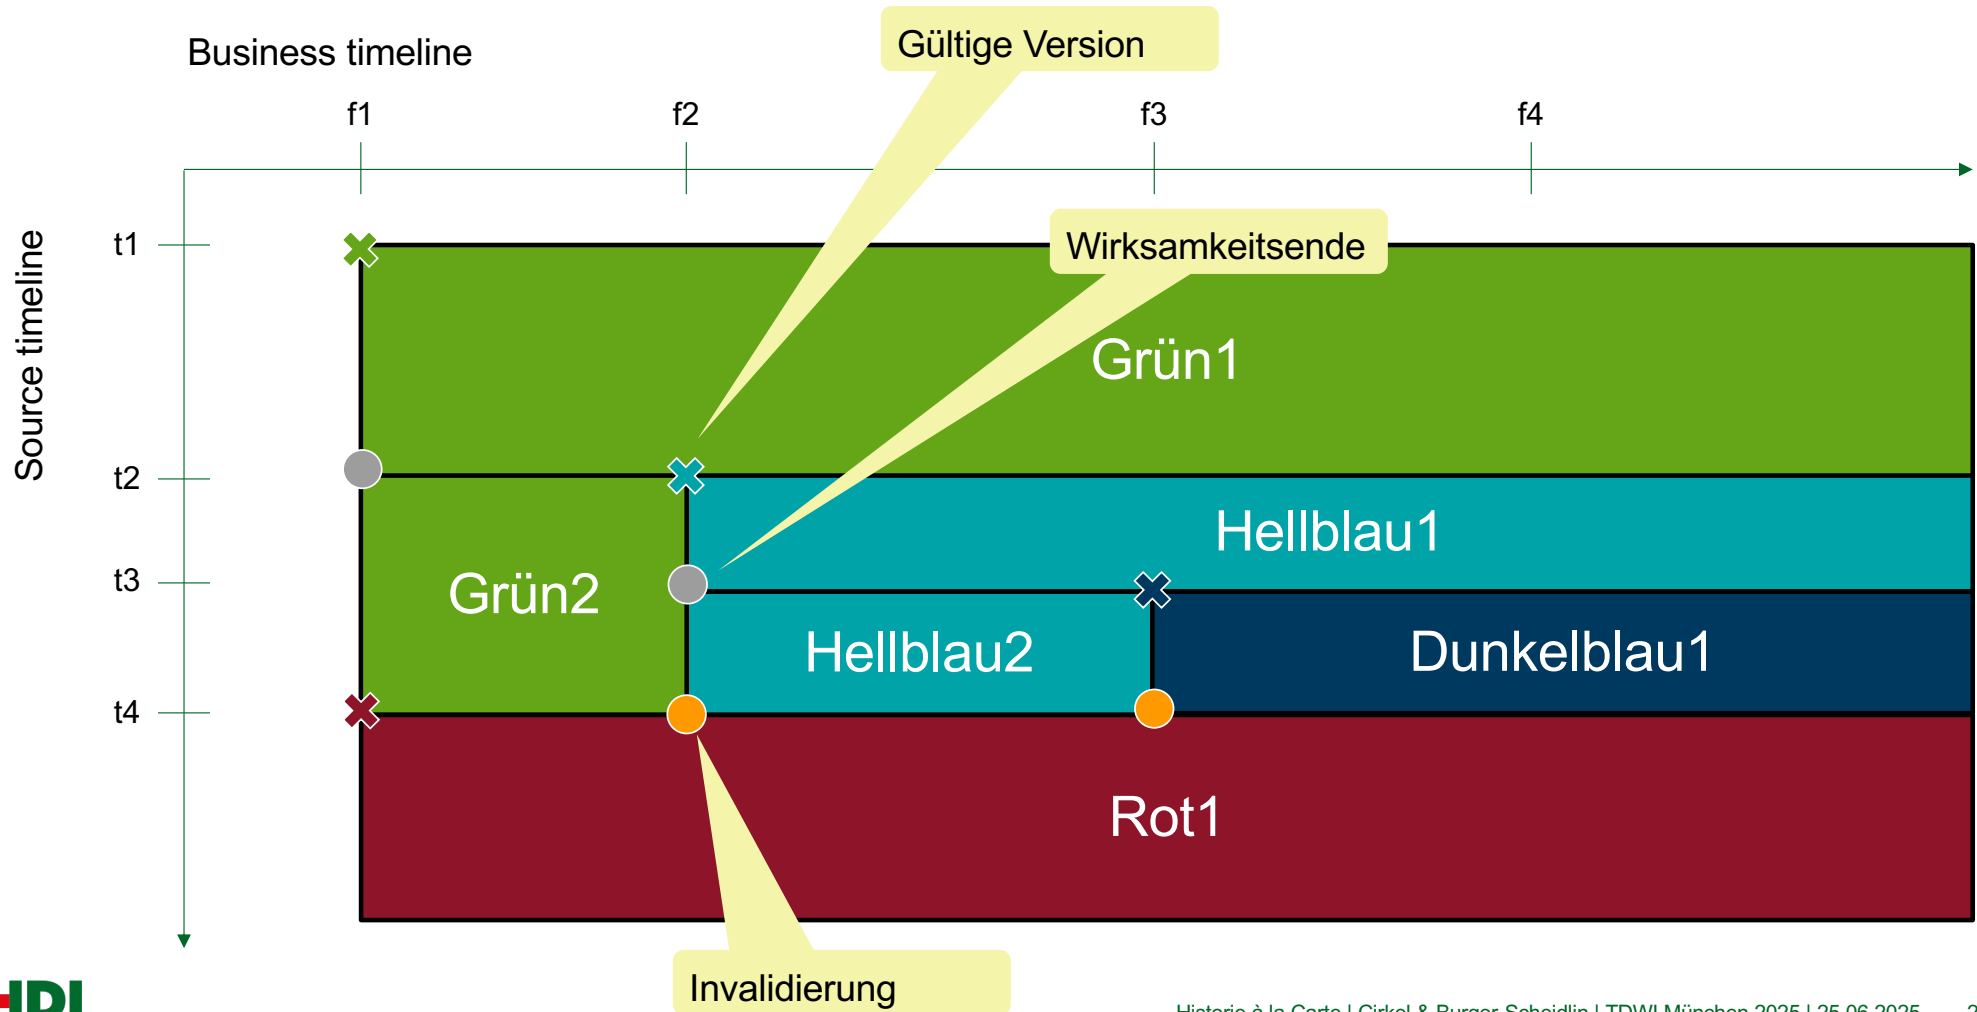 Business timeline
Gültige Version
f1
f2
f3
f4
Source timeline
t1
Wirksamkeitsende
Grün1
t2
Hellblau1
t3
Grün2
Hellblau2
Dunkelblau1
t4
Rot1
Invalidierung
HDI
Historie à la Carte | Cirkel & Burger Scheidlin | TDWI München 2025 | 25.06.2025